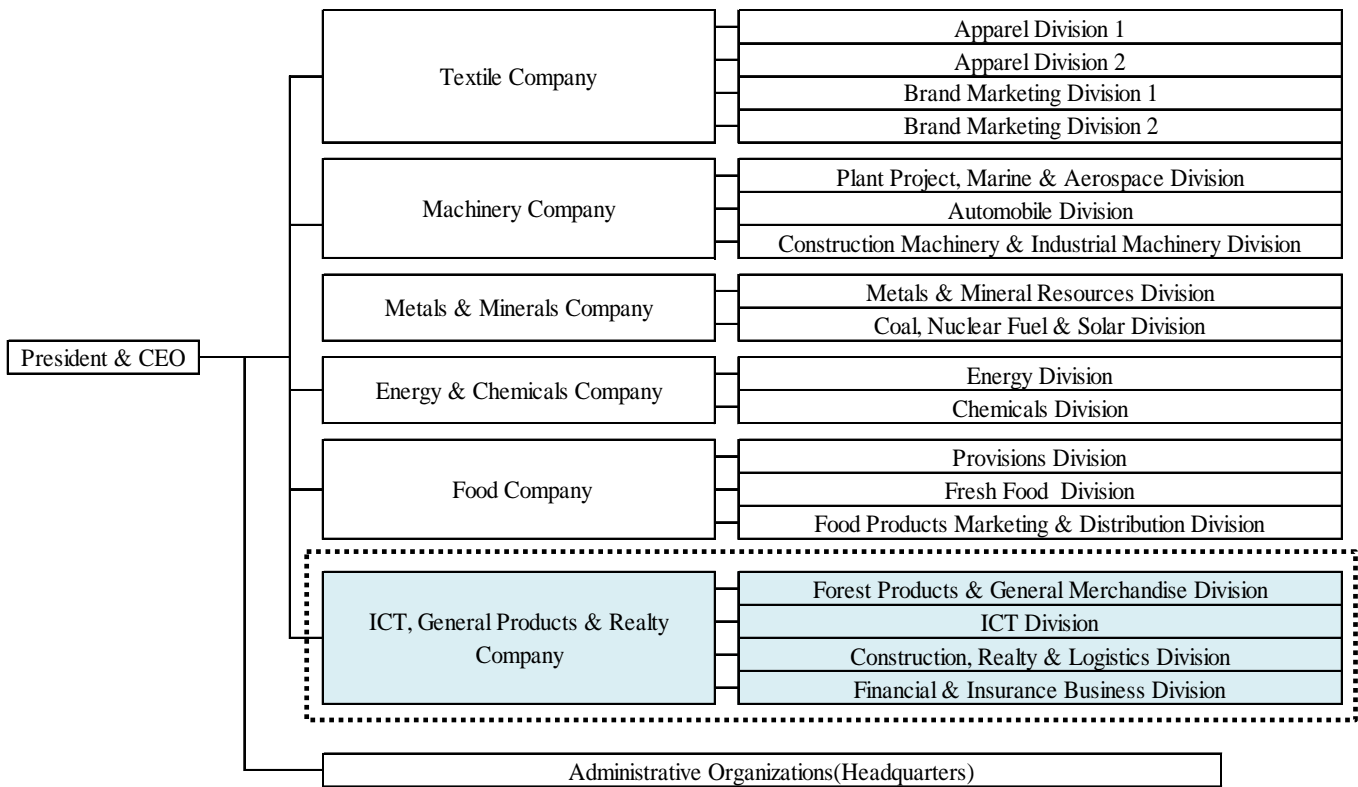 Apparel Division 1
Apparel Division 2
Textile Company
Brand Marketing Division 1
Brand Marketing Division 2
Plant Project, Marine & Aerospace Division
Machinery Company
Automobile Division
Construction Machinery & Industrial Machinery Division
Metals & Minerals Company
Metals & Mineral Resources Division
Coal, Nuclear Fuel & Solar Division
President & CEO
Energy & Chemicals Company
Energy Division
Chemicals Division
Provisions Division
Food Company
Fresh Food Division
Food Products Marketing & Distribution Division
Forest Products & General Merchandise Division
ICT, General Products & Realty
Company
ICT Division
Construction, Realty & Logistics Division
Financial & Insurance Business Division
Administrative Organizations(Headquarters)